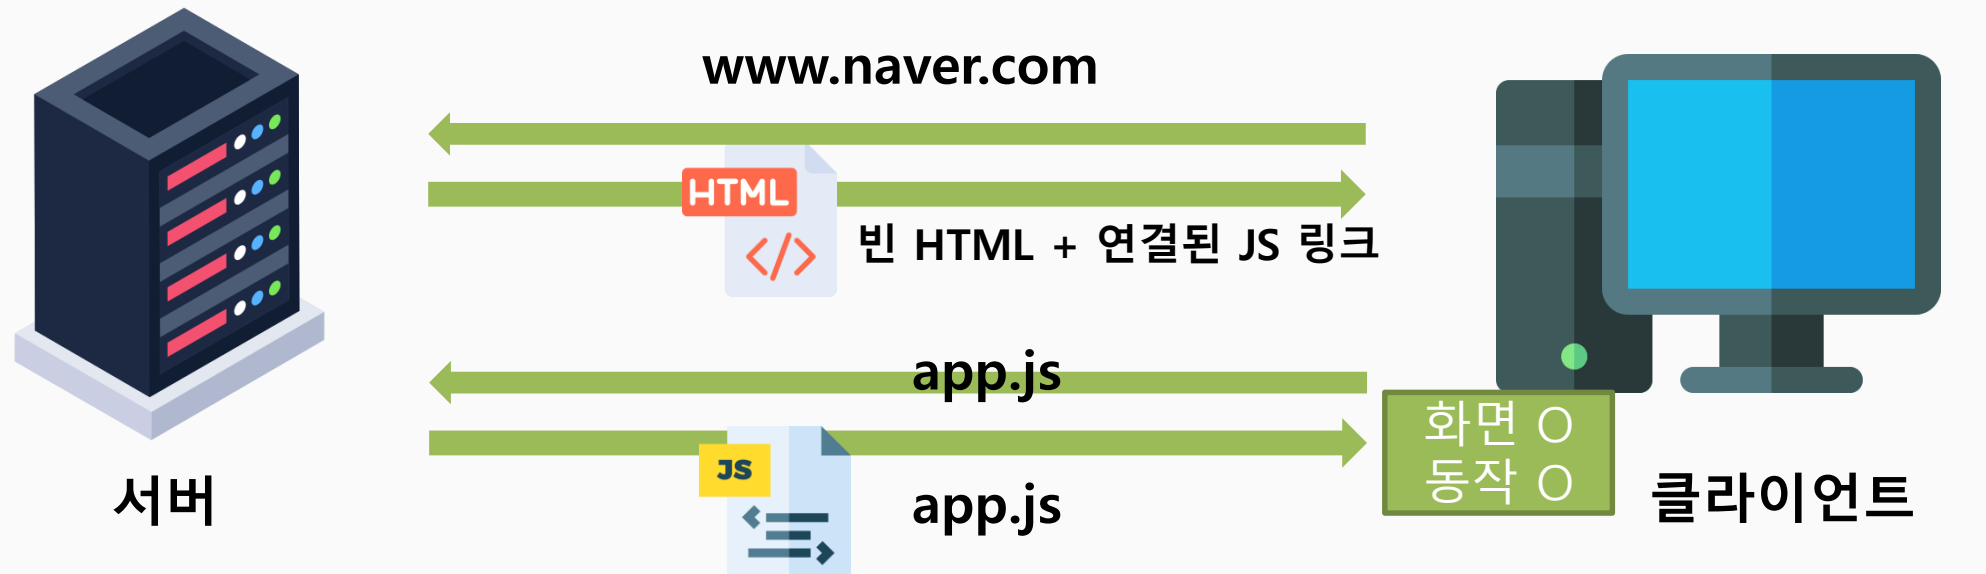 www.naver.com
HTML
빈 HTML + 연결된 JS 링크
app.js
JS
app.js
화면 O
동작 O
서버
클라이언트